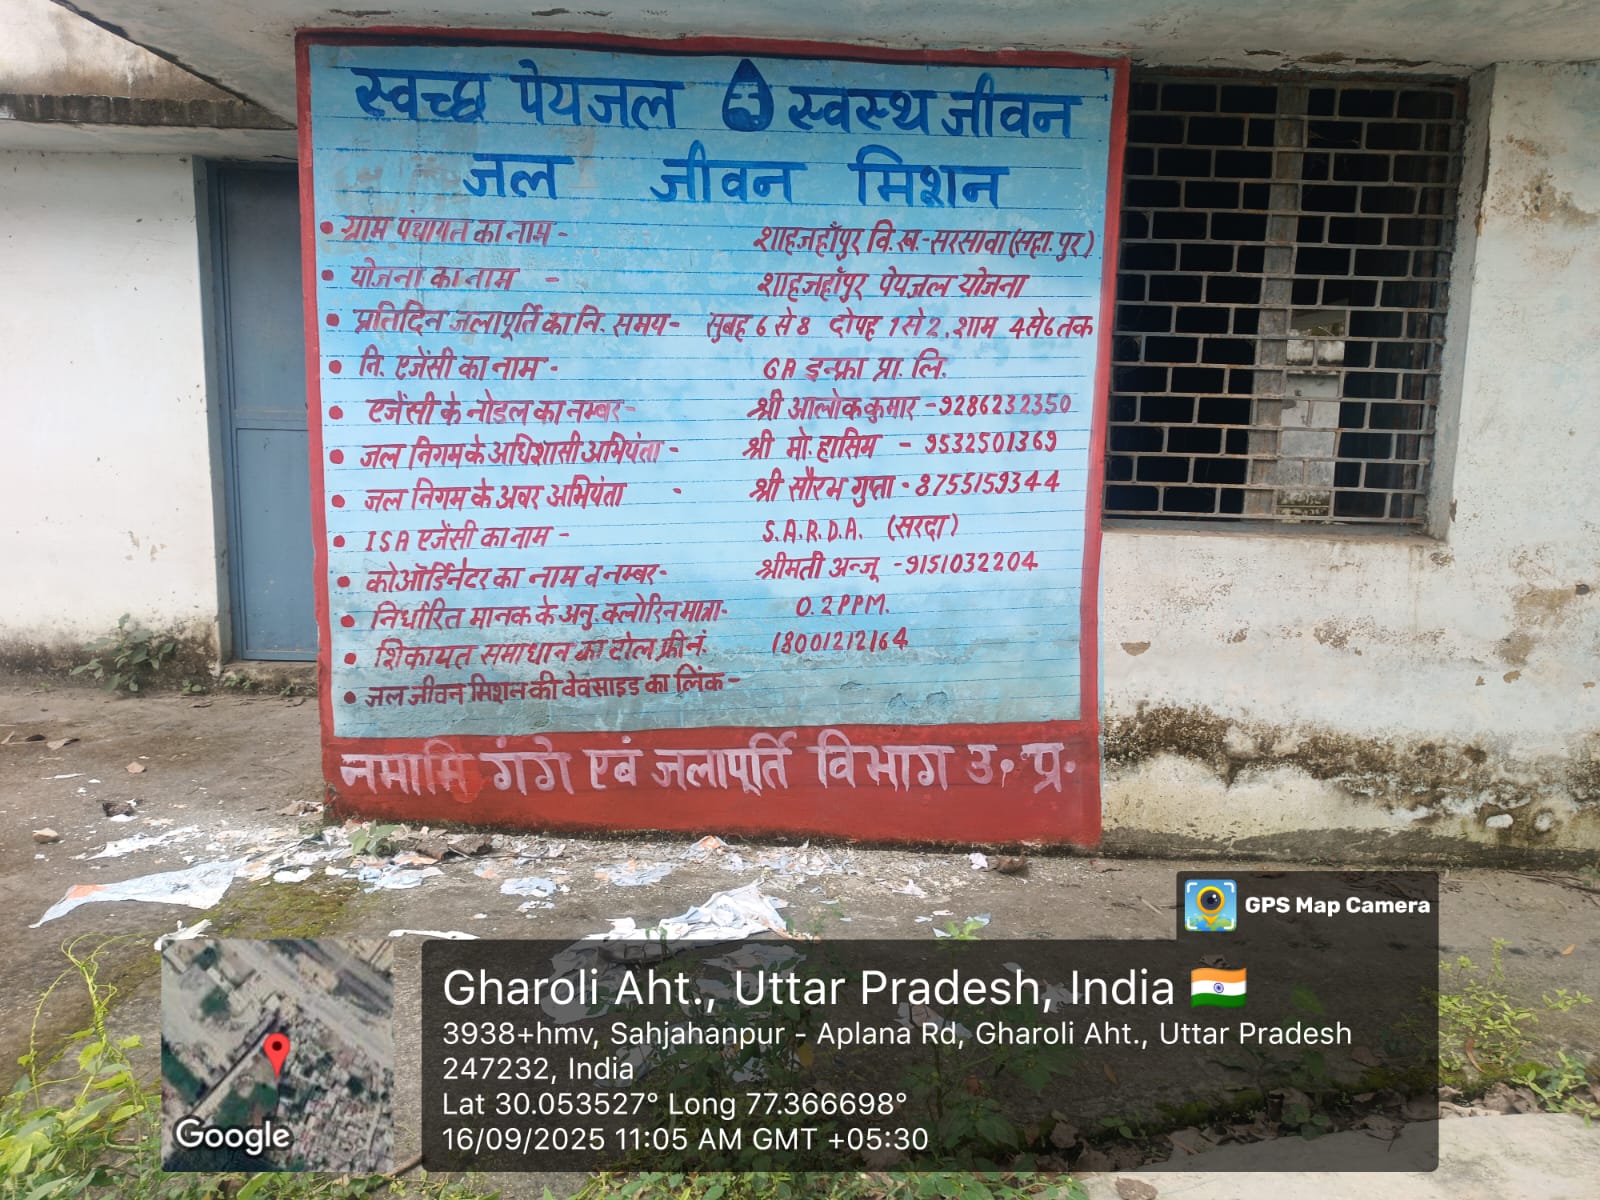 स्वच्छ पेयजल स्वस्थ जीवन
जल जीवन मिशन
• ग्राम पंचायत का नाम - शाहजहाँपुर वि.ख.-सरसावा (सहा.पुर)
• योजना का नाम - शाहजहाँपुर पेयजल योजना
• प्रतिदिन जलापूर्ति का नि. समय- सुबह 6 से 8 दोपह 1 से 2, शाम 4 से 6 तक
• नि. एजेंसी का नाम- GA इन्फ्रा प्रा. लि.
• एजेंसी के नोडल का नम्बर- श्री आलोक कुमार -9286232350
• जल निगम के अधिशासी अभियंता - श्री मो. हासिम - 9532501369
• जल निगम के अवर अभियंता - श्री सौरभ गुप्ता - 8755159344
• ISA एजेंसी का नाम - S.A.R.D.A. (सरदा)
• कोऑर्डिनेटर का नाम व नम्बर- श्रीमती अन्जू -9151032204
• निर्धारित मानक के अनु. क्लोरिन मात्रा- 0.2 PPM.
• शिकायत समाधान का टोल फ्री नं. 18001212164
• जल जीवन मिशन की वेवसाइड का लिंक -
नमामि गंगे एवं जलापूर्ति विभाग उ॰ प्र॰
GPS Map Camera
Gharoli Aht., Uttar Pradesh, India
3938+hmv, Sahjahanpur - Aplana Rd, Gharoli Aht., Uttar Pradesh
247232, India
Lat 30.053527° Long 77.366698°
16/09/2025 11:05 AM GMT +05:30
Google